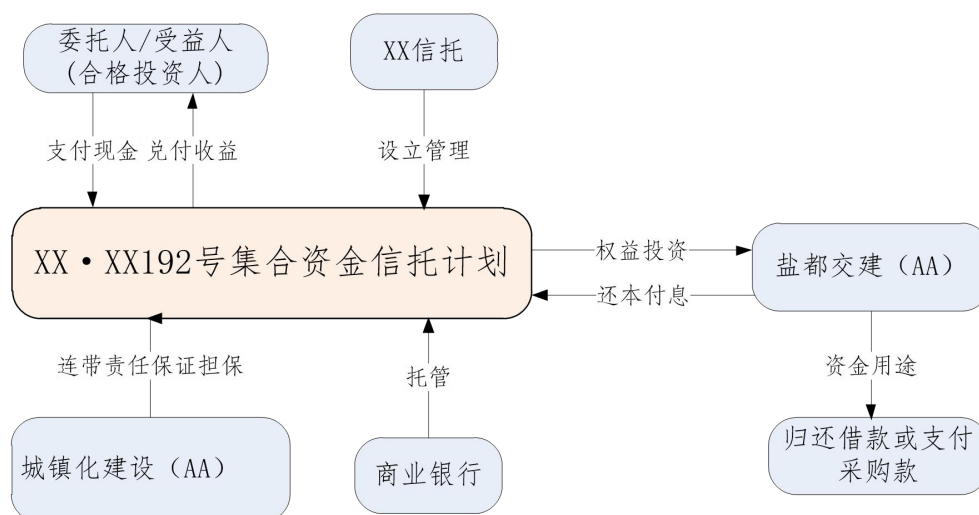 委托人/受益人
(合格投资人)
XX信托
支付现金 兑付收益
设立管理
XX·XX192号集合资金信托计划
权益投资
还本付息
盐都交建（AA）
连带责任保证担保
托管
资金用途
城镇化建设（AA）
商业银行
归还借款或支付
采购款